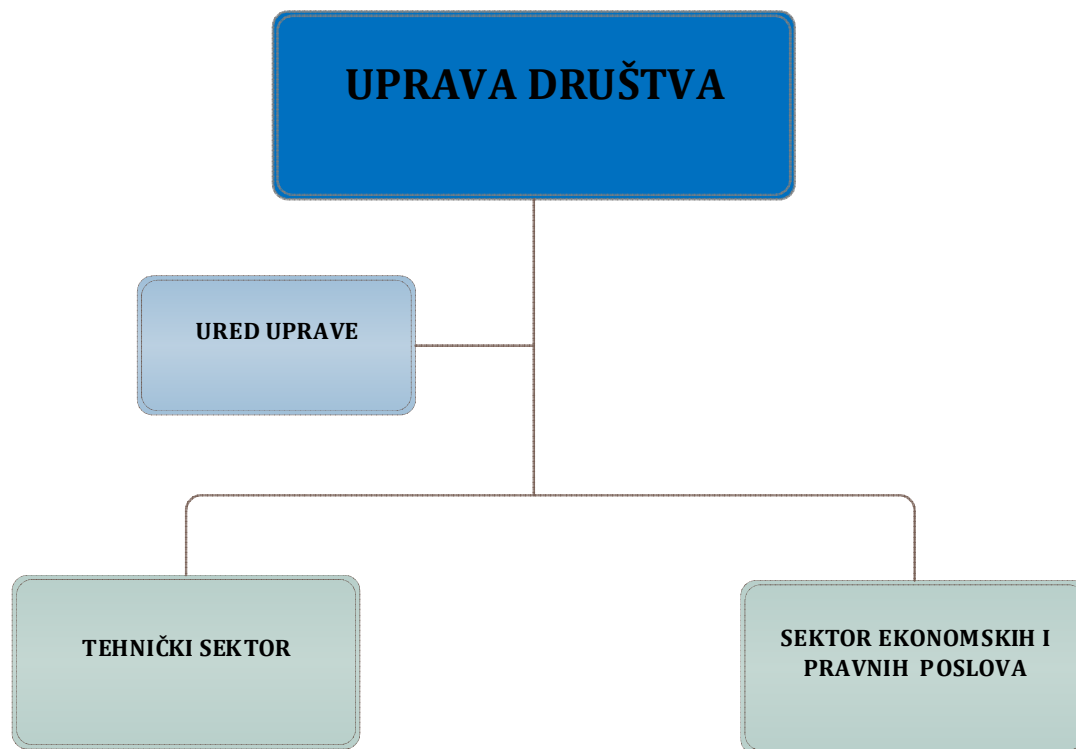 UPRAVA DRUŠTVA
URED UPRAVE
TEHNIČKI SEKTOR
SEKTOR EKONOMSKIH I
PRAVNIH POSLOVA